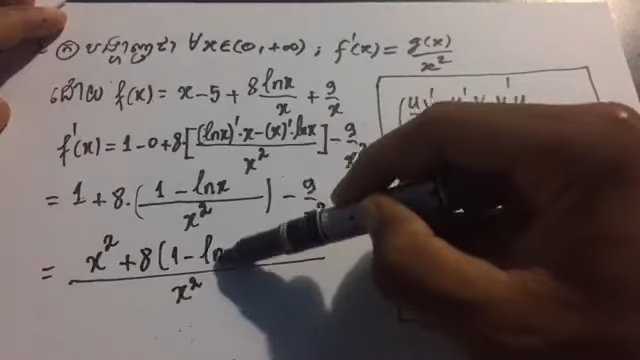 ក បង្ហាញថា ∀x∈(0,+∞) ; f'(x) = g(x)/x²
ដោយ f(x) = x-5+8 lnx/x + 9/x
f'(x) = 1-0+8[((lnx)'·x-(x)'·lnx)/x²] - 9/x²
= 1+8·((1-lnx)/x²) - 9/
= x²+8(1-ln /x²
(u/ )' u' v u